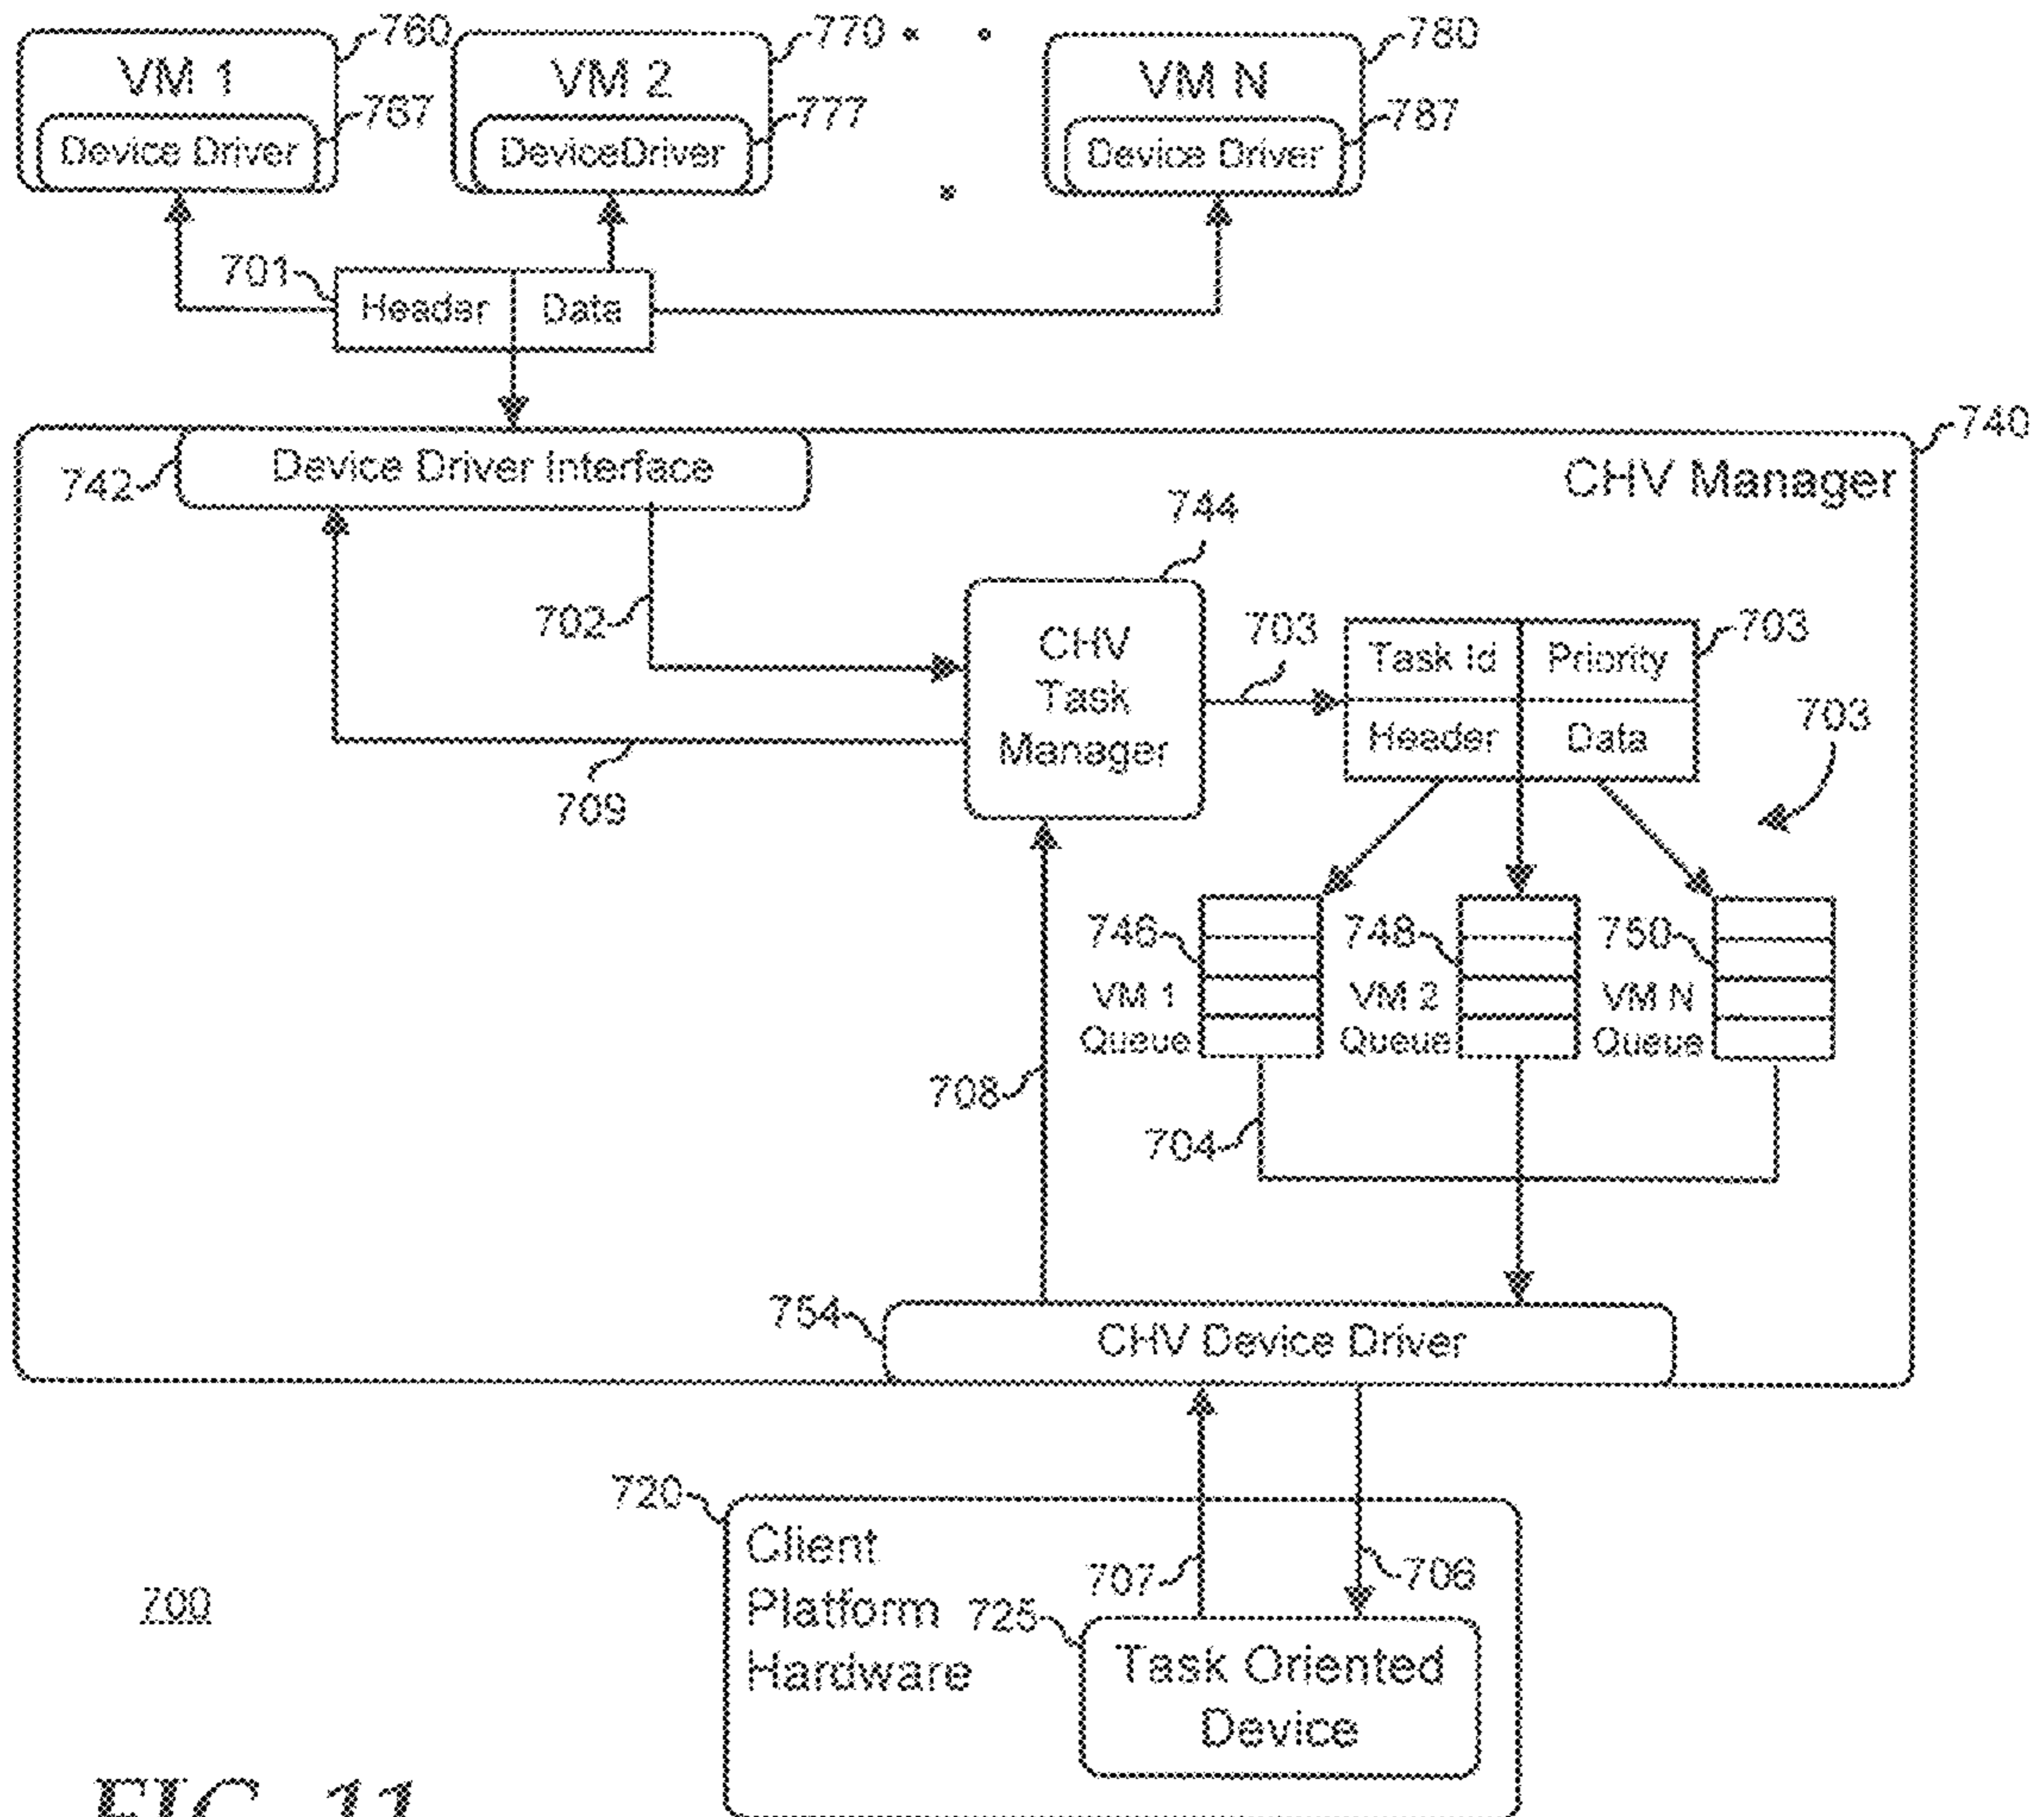 760
770
780
VM 1
VM 2
VM N
767
777
787
Device Driver
DeviceDriver
Device Driver
701
Header
Data
740
742
Device Driver Interface
CHV Manager
744
702
CHV
Task
Manager
703
Task Id
Priority
703
Header
Data
703
709
746
748
750
VM 1
Queue
VM 2
Queue
VM N
Queue
708
704
754
CHV Device Driver
720
Client
Platform
Hardware
707
706
725
Task Oriented
Device
700
FIG. 11